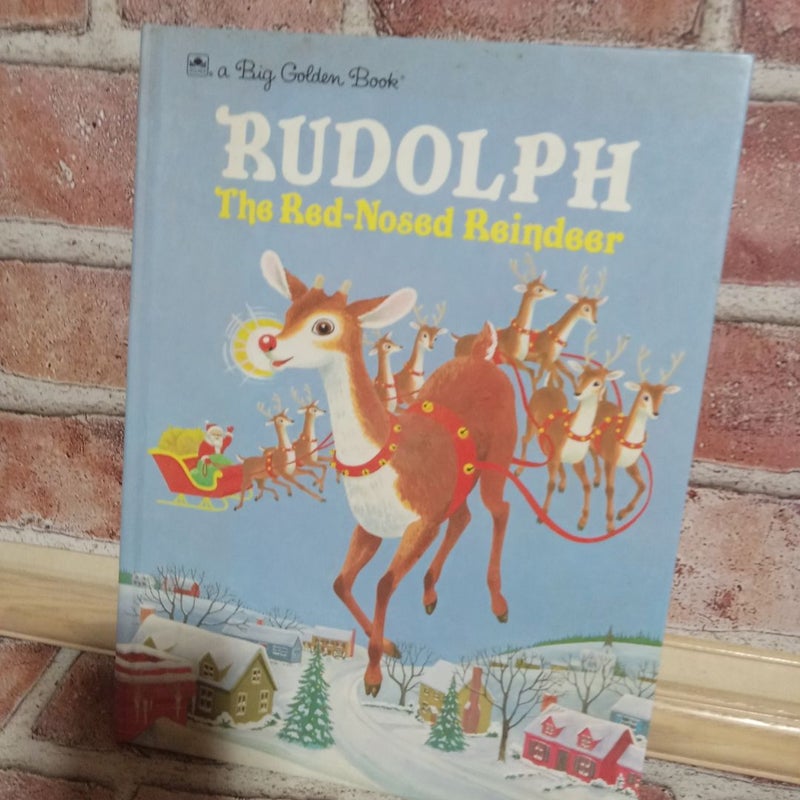 a Big Golden Book®
RUDOLPH
The Red-Nosed Reindeer